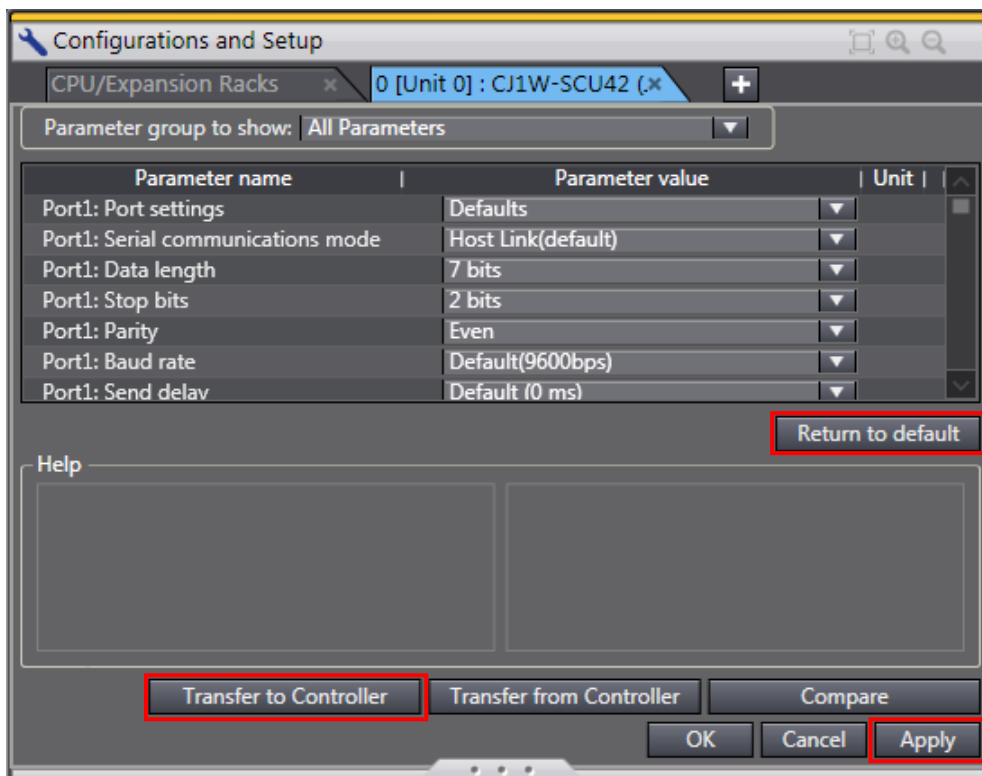 Configurations and Setup
CPU/Expansion Racks 0 [Unit 0] : CJ1W-SCU42 (.
Parameter group to show: All Parameters
Parameter name | Parameter value | Unit |
Port1: Port settings Defaults
Port1: Serial communications mode Host Link(default)
Port1: Data length 7 bits
Port1: Stop bits 2 bits
Port1: Parity Even
Port1: Baud rate Default(9600bps)
Port1: Send delay Default (0 ms)
Return to default
Help
Transfer to Controller Transfer from Controller Compare
OK Cancel Apply